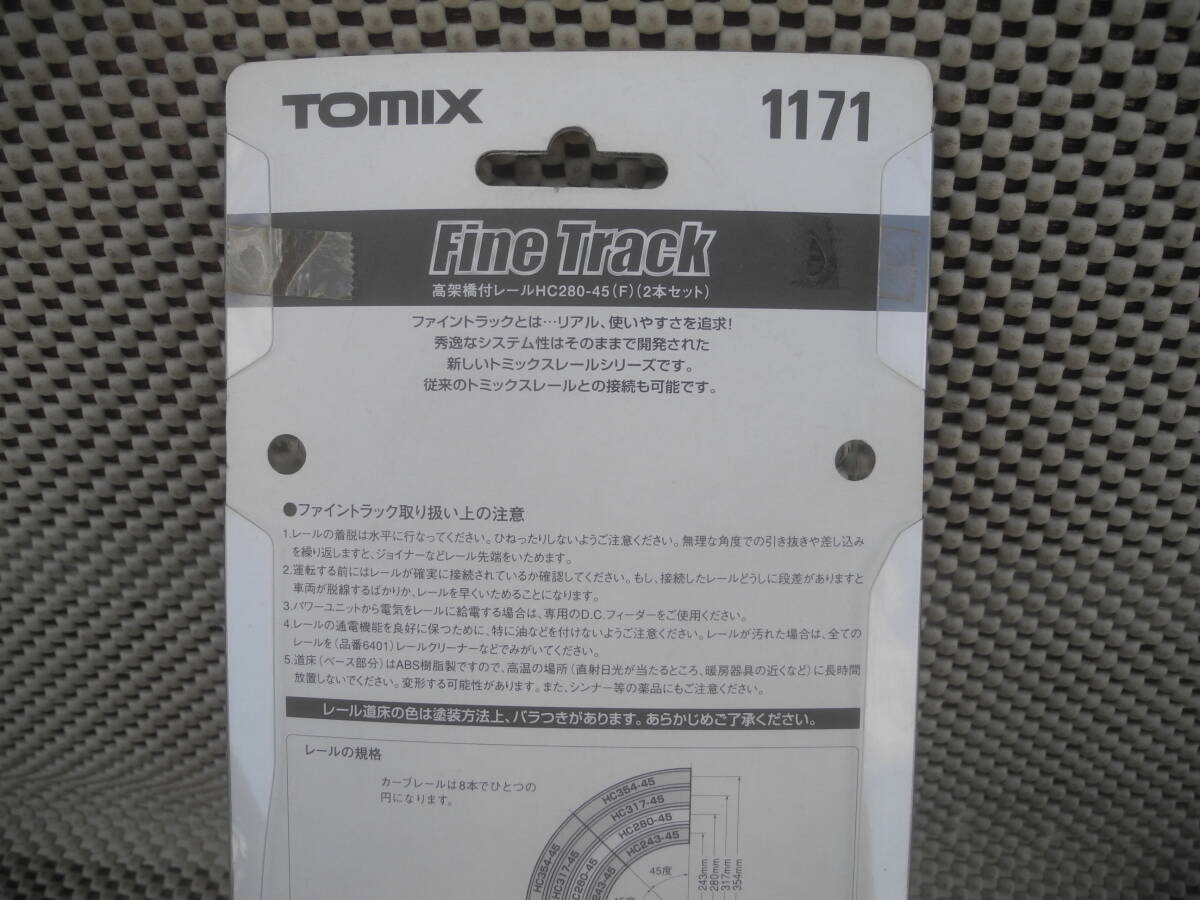 TOMIX
1171
Fine Track
高架橋付レールHC280-45(F)(2本セット)
ファイントラックとは…リアル、使いやすさを追求!
秀逸なシステム性はそのままで開発された
新しいトミックスレールシリーズです。
従来のトミックスレールとの接続も可能です。
●ファイントラック取り扱い上の注意
1.レールの着脱は水平に行なってください。ひねったりしないようご注意ください。無理な角度での引き抜きや差し込み
を繰り返しますと、ジョイナーなどレール先端をいためます。
2.運転する前にはレールが確実に接続されているか確認してください。もし、接続したレールどうしに段差がありますと
車両が脱線するばかりか、レールを早くいためることになります。
3.パワーユニットから電気をレールに給電する場合は、専用のD.C.フィーダーをご使用ください。
4.レールの通電機能を良好に保つために、特に油などを付けないようご注意ください。レールが汚れた場合は、全ての
レールを(品番6401)レールクリーナーなどでみがいてください。
5.道床(ベース部分)はABS樹脂製ですので、高温の場所(直射日光が当たるところ、暖房器具の近くなど)に長時間
放置しないでください。変形する可能性があります。また、シンナー等の薬品にもご注意ください。
レール道床の色は塗装方法上、バラつきがあります。あらかじめご了承ください。
レールの規格
カーブレールは8本でひとつの
円になります。
HC354-45
HC317-45
HC280-45
HC243-45
HC354-45
HC317-45
C280-45
243-45
45度
45度
243mm
280mm
317mm
354mm